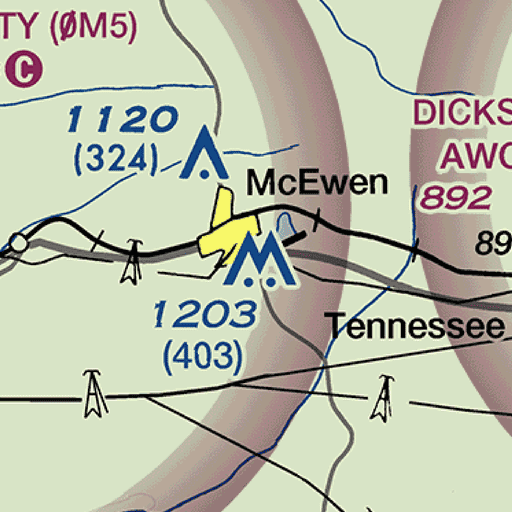 TY (ØM5)
C
1120
(324)
McEwen
DICKS
AWO
892
89
1203
(403)
Tennessee